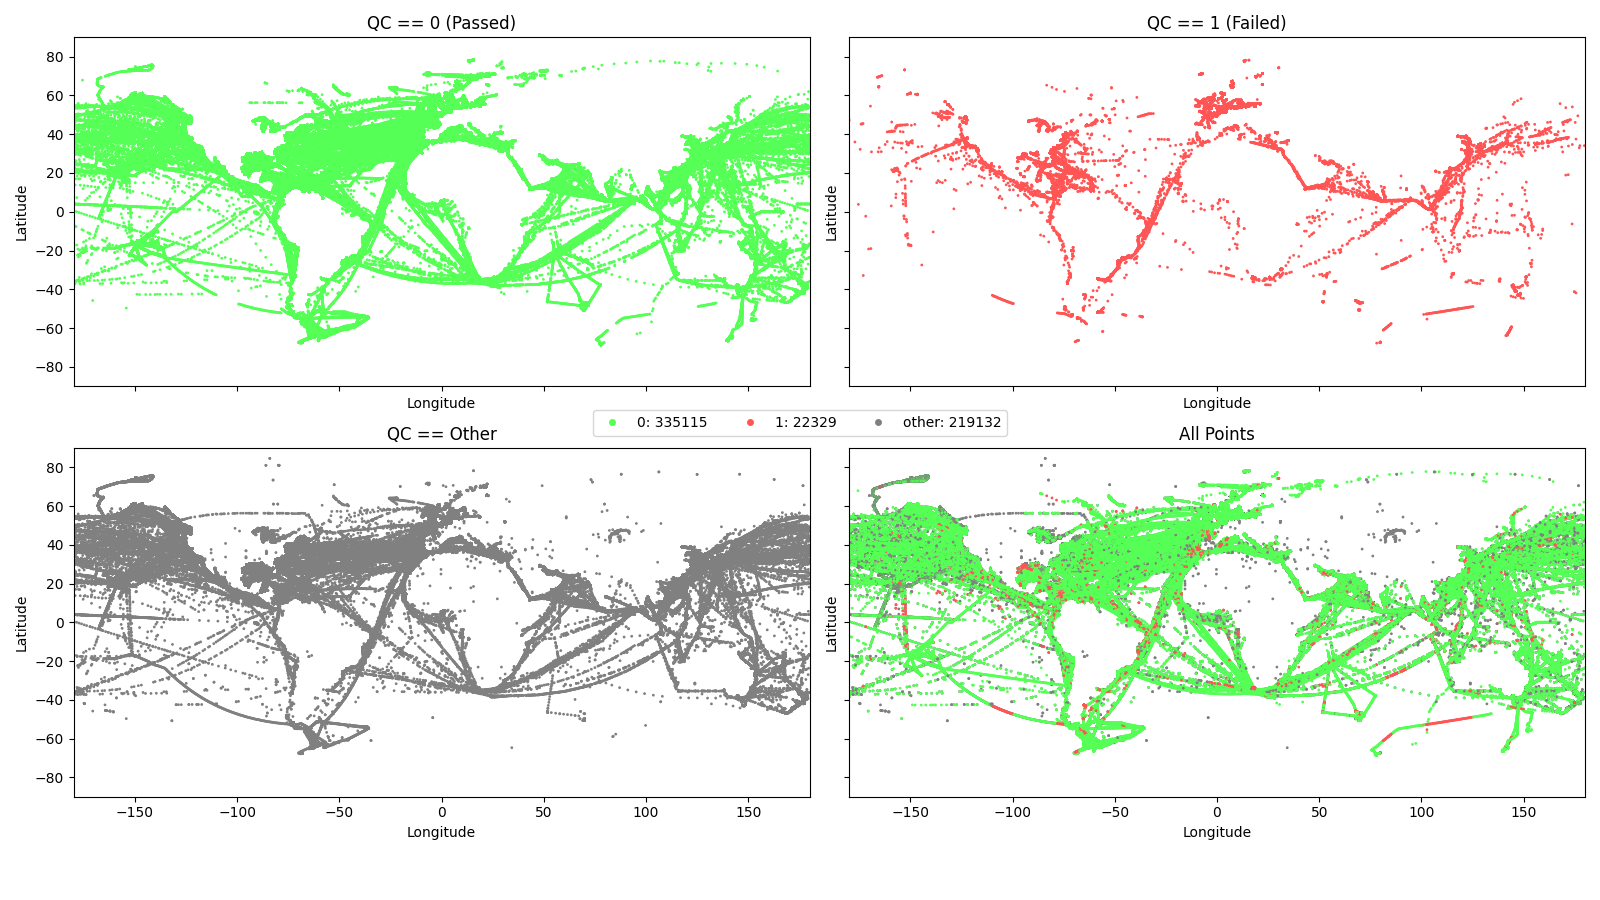 QC == 0 (Passed)
QC == 1 (Failed)
80
60
40
20
0
−20
−40
−60
−80
Latitude
Latitude
Longitude
Longitude
0: 335115 1: 22329 other: 219132
QC == Other
All Points
80
60
40
20
0
−20
−40
−60
−80
Latitude
Latitude
−150 −100 −50 0 50 100 150
−150 −100 −50 0 50 100 150
Longitude
Longitude